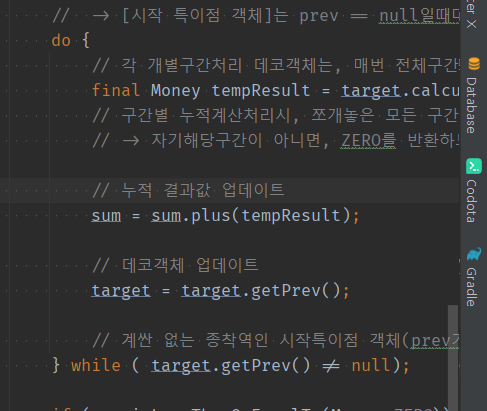 // -> [시작 특이점 객체]는 prev == null일때
do {
// 각 개별구간처리 데코객체는, 매번 전체구간
final Money tempResult = target.calcu
// 구간별 누적계산처리시, 쪼개놓은 모든 구간
// -> 자기해당구간이 아니면, ZERO를 반환하
// 누적 결과값 업데이트
sum = sum.plus(tempResult);
// 데코객체 업데이트
target = target.getPrev();
// 계싼 없는 종착역인 시작특이점 객체(prev
} while ( target.getPrev() != null);
Database
Codota
Gradle